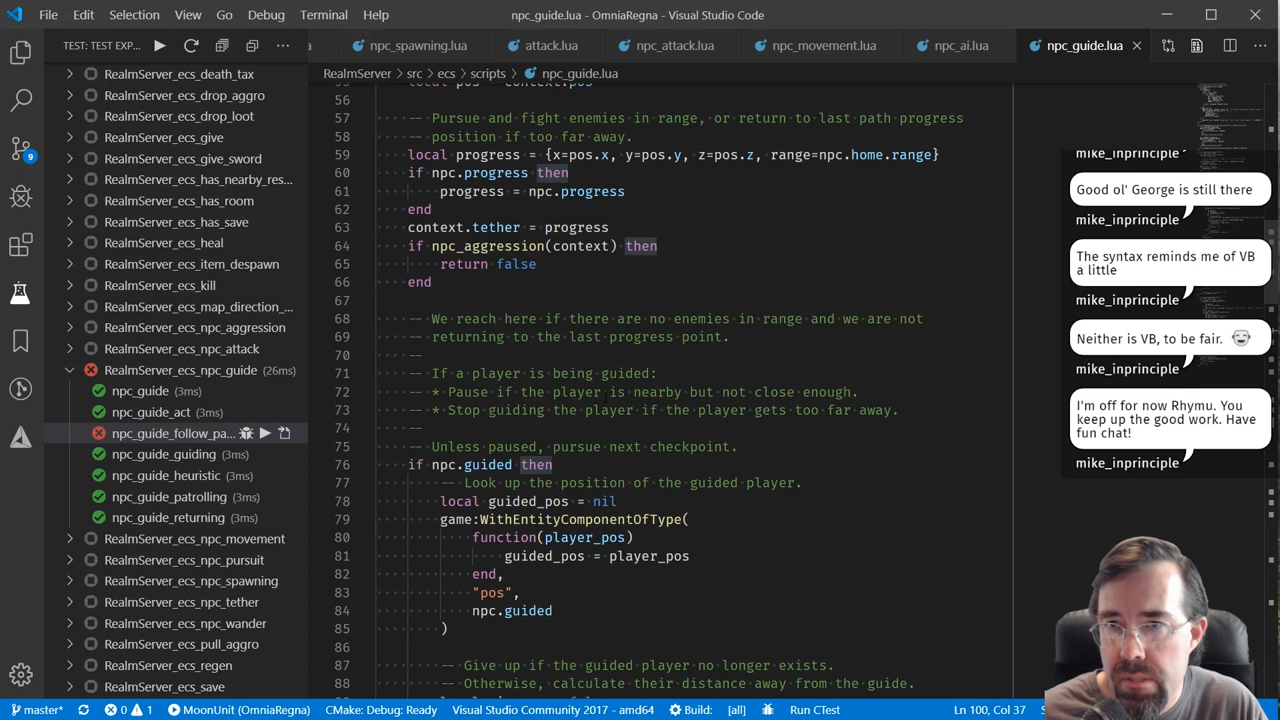 File Edit Selection View Go Debug Terminal Help
npc_guide.lua - OmniaRegna - Visual Studio Code
TEST: TEST EXP...
npc_spawning.lua
attack.lua
npc_attack.lua
npc_movement.lua
npc_ai.lua
npc_guide.lua
RealmServer > src > ecs > scripts > npc_guide.lua
RealmServer_ecs_death_tax
RealmServer_ecs_drop_aggro
RealmServer_ecs_drop_loot
RealmServer_ecs_give
RealmServer_ecs_give_sword
RealmServer_ecs_has_nearby_res...
RealmServer_ecs_has_room
RealmServer_ecs_has_save
RealmServer_ecs_heal
RealmServer_ecs_item_despawn
RealmServer_ecs_kill
RealmServer_ecs_map_direction_...
RealmServer_ecs_npc_aggression
RealmServer_ecs_npc_attack
RealmServer_ecs_npc_guide (26ms)
npc_guide (3ms)
npc_guide_act (3ms)
npc_guide_follow_pa...
npc_guide_guiding (3ms)
npc_guide_heuristic (3ms)
npc_guide_patrolling (3ms)
npc_guide_returning (3ms)
RealmServer_ecs_npc_movement
RealmServer_ecs_npc_pursuit
RealmServer_ecs_npc_spawning
RealmServer_ecs_npc_tether
RealmServer_ecs_npc_wander
RealmServer_ecs_pull_aggro
RealmServer_ecs_regen
RealmServer_ecs_save
55 local pos = context.pos
56
57 -- Pursue and fight enemies in range, or return to last path progress
58 -- position if too far away.
59 local progress = {x=pos.x, y=pos.y, z=pos.z, range=npc.home.range}
60 if npc.progress then
61 progress = npc.progress
62 end
63 context.tether = progress
64 if npc_aggression(context) then
65 return false
66 end
67
68 -- We reach here if there are no enemies in range and we are not
69 -- returning to the last progress point.
70 --
71 -- If a player is being guided:
72 -- * Pause if the player is nearby but not close enough.
73 -- * Stop guiding the player if the player gets too far away.
74 --
75 -- Unless paused, pursue next checkpoint.
76 if npc.guided then
77 -- Look up the position of the guided player.
78 local guided_pos = nil
79 game:WithEntityComponentOfType(
80 function(player_pos)
81 guided_pos = player_pos
82 end,
83 "pos",
84 npc.guided
85 )
86
87 -- Give up if the guided player no longer exists.
88 -- Otherwise, calculate their distance away from the guide.
mike_inprinciple
Good ol' George is still there
mike_inprinciple
The syntax reminds me of VB
a little
mike_inprinciple
Neither is VB, to be fair.
mike_inprinciple
I'm off for now Rhymu. You
keep up the good work. Have
fun chat!
mike_inprinciple
9
master* 0 1 MoonUnit (OmniaRegna) CMake: Debug: Ready Visual Studio Community 2017 - amd64 Build: [all] Run CTest Ln 100, Col 37